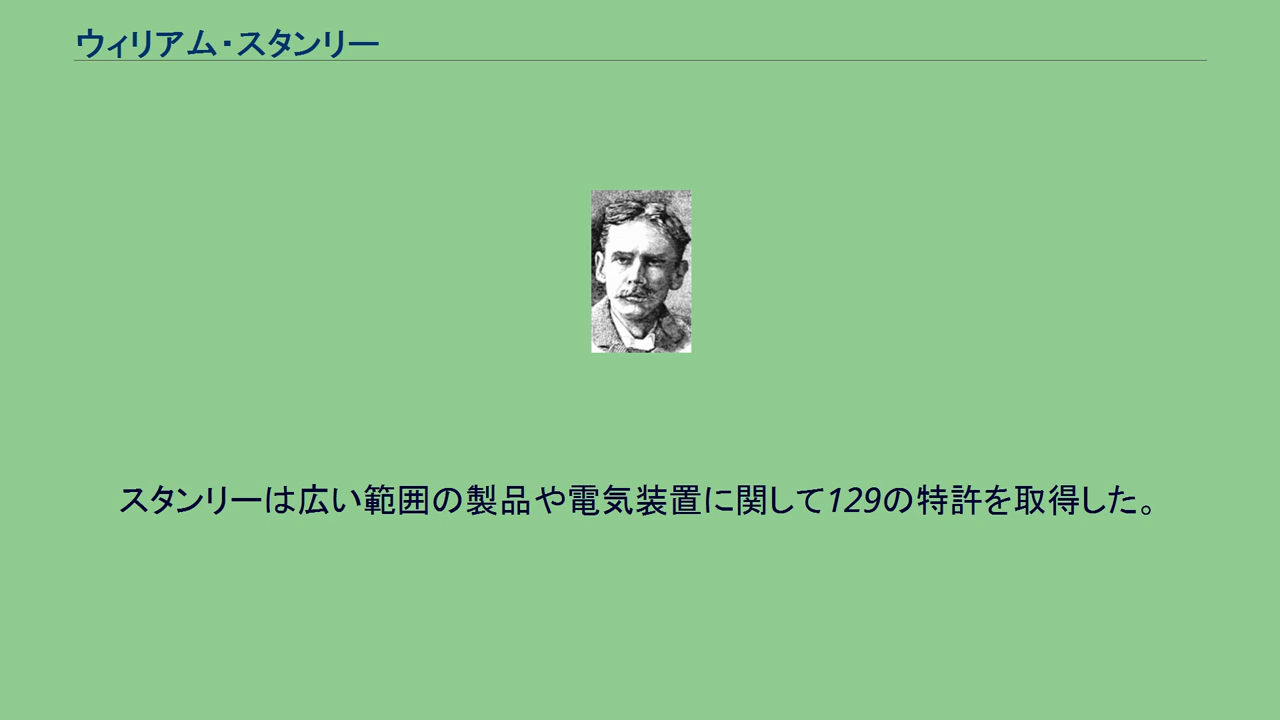 ウィリアム・スタンリー
スタンリーは広い範囲の製品や電気装置に関して129の特許を取得した。